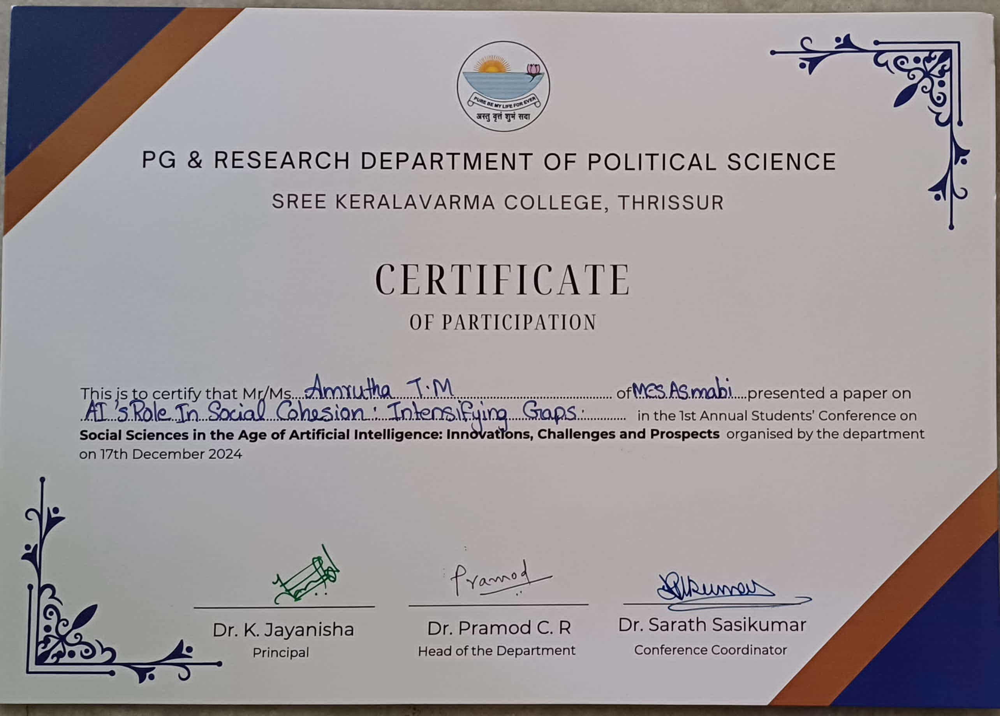 PURE BE MY LIFE FOR EVER
अस्तु वृत्तं शुभं सदा
PG & RESEARCH DEPARTMENT OF POLITICAL SCIENCE
SREE KERALAVARMA COLLEGE, THRISSUR
CERTIFICATE
OF PARTICIPATION
This is to certify that Mr/Ms....Amrutha T.M.... of MES Asmabi....presented a paper on
AI's Role In Social Cohesion : Intensifying Gaps.... in the 1st Annual Students' Conference on
Social Sciences in the Age of Artificial Intelligence: Innovations, Challenges and Prospects organised by the department
on 17th December 2024
Pramod
Dr. K. Jayanisha
Principal
Dr. Pramod C. R
Head of the Department
Dr. Sarath Sasikumar
Conference Coordinator